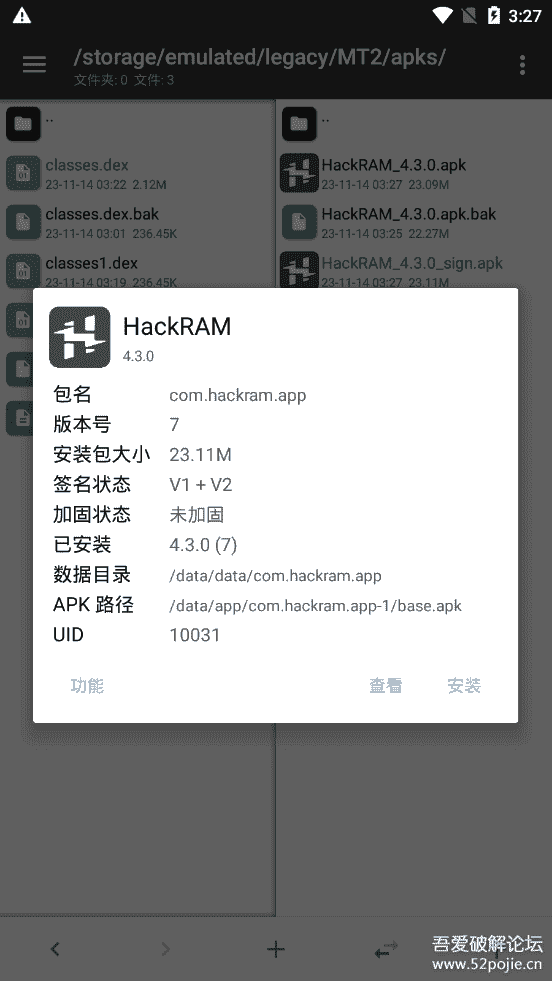 3:27
/storage/emulated/legacy/MT2/apks/
文件夹: 0 文件: 3
..
classes.dex
23-11-14 03:22 2.12M
classes.dex.bak
23-11-14 03:01 236.45K
classes1.dex
23-11-14 03:19 236.45K
..
HackRAM_4.3.0.apk
23-11-14 03:27 23.09M
HackRAM_4.3.0.apk.bak
23-11-14 03:25 22.27M
HackRAM_4.3.0_sign.apk
23-11-14 03:27 23.11M
HackRAM
4.3.0
包名 com.hackram.app
版本号 7
安装包大小 23.11M
签名状态 V1 + V2
加固状态 未加固
已安装 4.3.0 (7)
数据目录 /data/data/com.hackram.app
APK 路径 /data/app/com.hackram.app-1/base.apk
UID 10031
功能 查看 安装
吾爱破解论坛
www.52pojie.cn